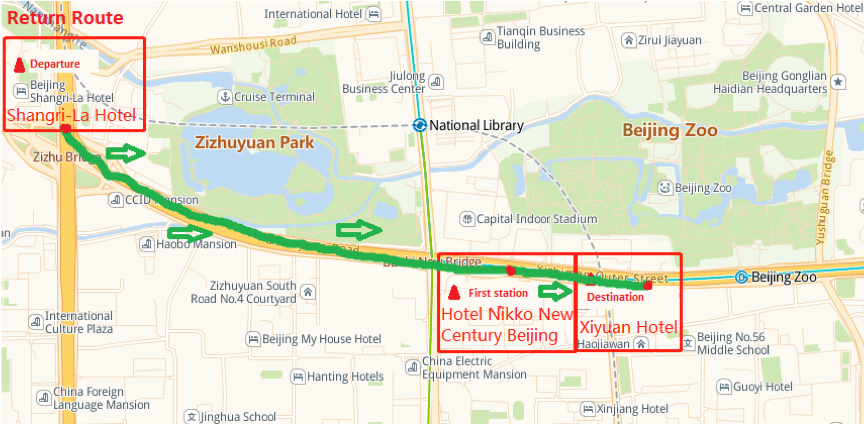 Return Route
Nanchang River
International Hotel
Central Garden Hotel
Wanshousi Road
Tianqin Business
Building
Zirui Jiayuan
Departure
Beijing
Shangri-La Hotel
Shangri-La Hotel
Cruise Terminal
Jiulong
Business Center
Beijing Gonglian
Haidian Headquarters
National Library
Beijing Zoo
Zizhuyuan Park
Zizhu Bri
CCID Mansion
Beijing Zoo
Yushuguan Bridge
Haobo Mansion
Capital Indoor Stadium
Road
Bridge
Outer Street
Beijing Zoo
Zizhuyuan South
Road No.4 Courtyard
First station
Destination
Hotel Nikko New
Century Beijing
Xiyuan Hotel
International
Culture Plaza
Beijing My House Hotel
Haojiawan
Beijing No.56
Middle School
China Electric
Equipment Mansion
Hanting Hotels
Guoyi Hotel
China Foreign
Language Mansion
Jinghua School
Xinjiang Hotel